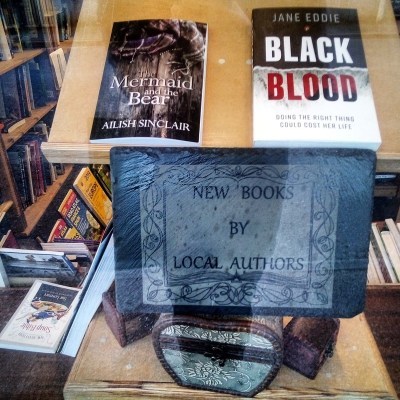 The
Mermaid
and the
Bear
AILISH SINCLAIR
JANE EDDIE
BLACK
BLOOD
DOING THE RIGHT THING
COULD COST HER LIFE
NEW BOOKS
BY
LOCAL AUTHORS